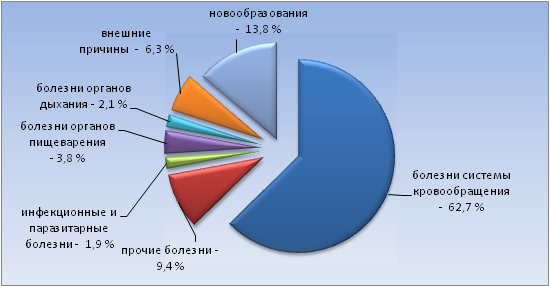 новообразования
- 13,8 %
внешние
причины - 6,3 %
болезни органов
дыхания - 2,1 %
болезни органов
пищеварения
- 3,8 %
инфекционные и
паразитарные
болезни - 1,9 %
прочие болезни -
9,4 %
болезни системы
кровообращения
- 62,7 %